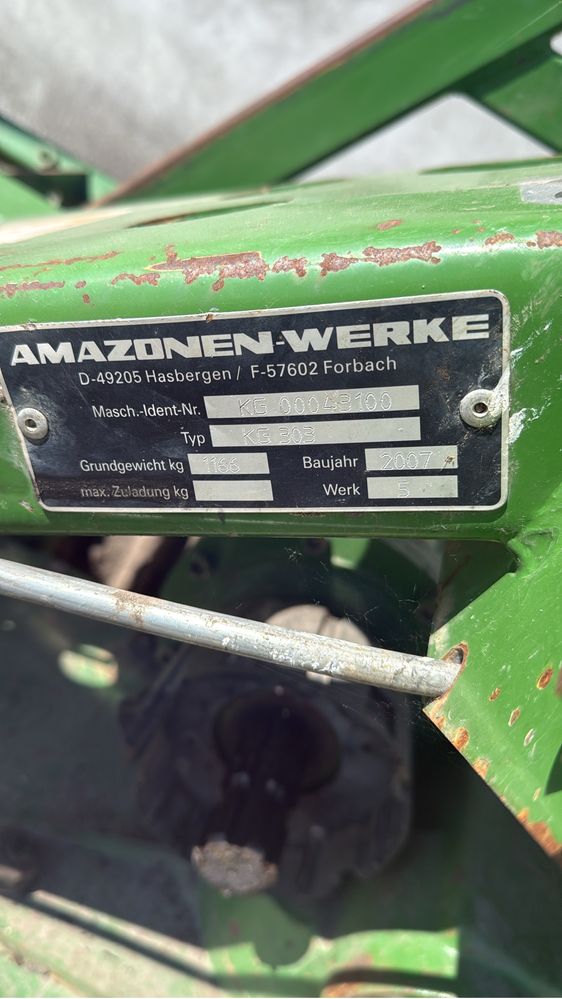 AMAZONEN-WERKE
D-49205 Hasbergen / F-57602 Forbach
Masch.-Ident-Nr. KG 00043100
Typ KG 303
Grundgewicht kg 1166 Baujahr 2007
max. Zuladung kg Werk 5